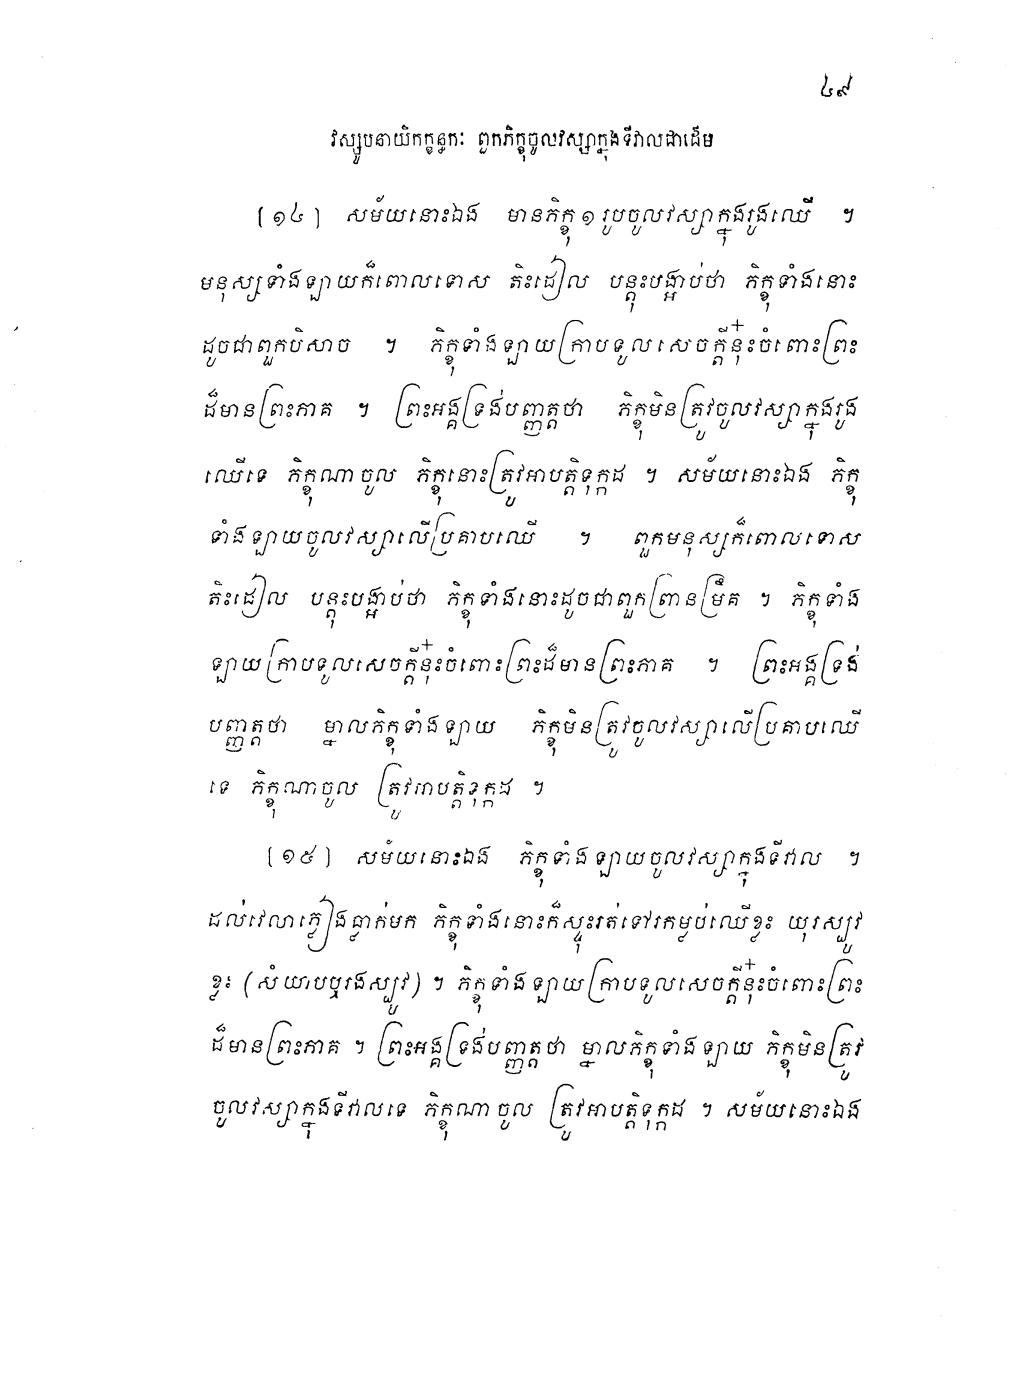 ៤៩
វស្សូបនាយិកក្ខន្ធកៈ ពួកភិក្ខុចូលវស្សាក្នុងទីវាលជាដើម
[១៤] សម័យនោះឯង មានភិក្ខុ ១ រូបចូលវស្សាក្នុងរូងឈើ ។
មនុស្សទាំងឡាយក៏ពោលទោស តិះដៀល បន្តុះបង្អាប់ថា ភិក្ខុទាំងនោះ
ដូចជាពួកបិសាច ។ ភិក្ខុទាំងឡាយក្រាបទូលសេចក្តីនុ៎ះចំពោះព្រះ
ដ៏មានព្រះភាគ ។ ព្រះអង្គទ្រង់បញ្ញត្តថា ភិក្ខុមិនត្រូវចូលវស្សាក្នុងរូង
ឈើទេ ភិក្ខុណាចូល ភិក្ខុនោះត្រូវអាបត្តិទុក្កដ ។ សម័យនោះឯង ភិក្ខុ
ទាំងឡាយចូលវស្សាលើប្រគាបឈើ ។ ពួកមនុស្សក៏ពោលទោស
តិះដៀល បន្តុះបង្អាប់ថា ភិក្ខុទាំងនោះដូចជាពួកព្រានម្រឹគ ។ ភិក្ខុទាំង
ឡាយក្រាបទូលសេចក្តីនុ៎ះចំពោះព្រះដ៏មានព្រះភាគ ។ ព្រះអង្គទ្រង់
បញ្ញត្តថា ម្នាលភិក្ខុទាំងឡាយ ភិក្ខុមិនត្រូវចូលវស្សាលើប្រគាបឈើ
ទេ ភិក្ខុណាចូល ត្រូវអាបត្តិទុក្កដ ។
[១៥] សម័យនោះឯង ភិក្ខុទាំងឡាយចូលវស្សាក្នុងទីវាល ។
ដល់វេលាភ្លៀងធ្លាក់មក ភិក្ខុទាំងនោះក៏ស្ទុះរត់ទៅរកម្លប់ឈើខ្លះ យុរស្បូវ
ខ្លះ (សំយាបឬរងស្បូវ) ។ ភិក្ខុទាំងឡាយក្រាបទូលសេចក្តីនុ៎ះចំពោះព្រះ
ដ៏មានព្រះភាគ ។ ព្រះអង្គទ្រង់បញ្ញត្តថា ម្នាលភិក្ខុទាំងឡាយ ភិក្ខុមិនត្រូវ
ចូលវស្សាក្នុងទីវាលទេ ភិក្ខុណាចូល ត្រូវអាបត្តិទុក្កដ ។ សម័យនោះឯង